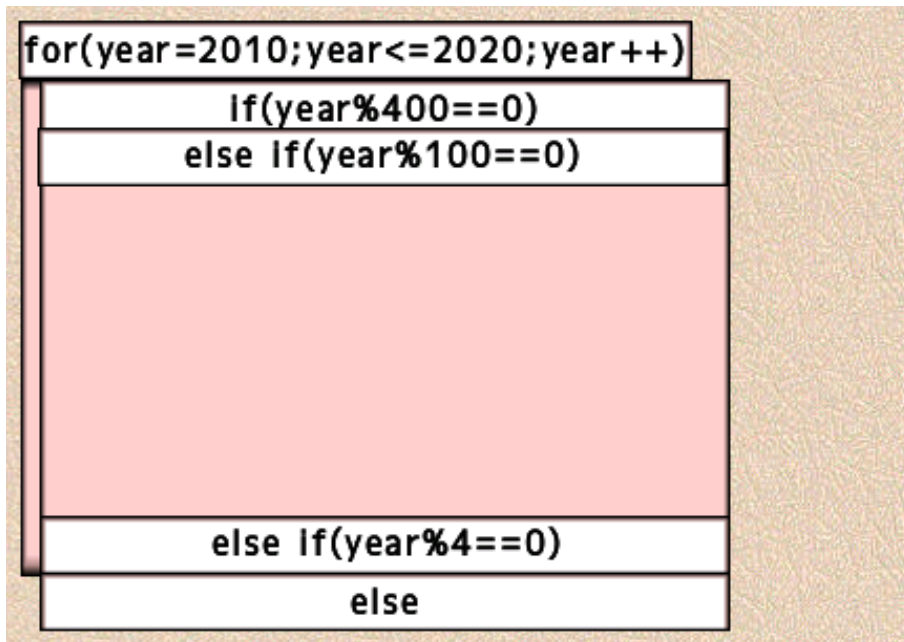 for(year=2010;year<=2020;year++)
if(year%400==0)
else if(year%100==0)
else if(year%4==0)
else